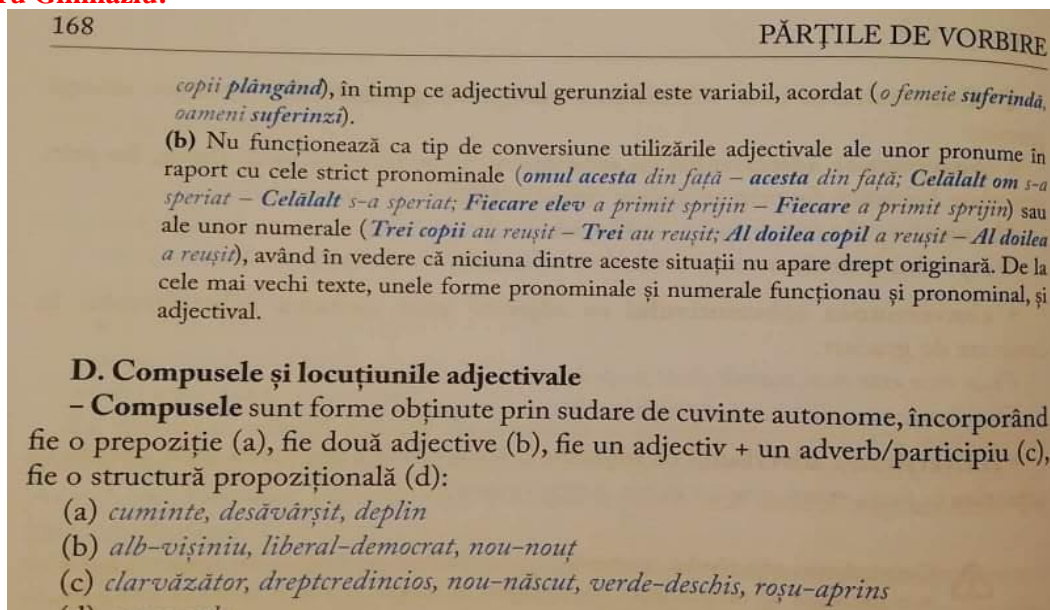 168
PĂRȚILE DE VORBIRE
copii plângând), în timp ce adjectivul gerunzial este variabil, acordat (o femeie suferindă,
oameni suferinzi).
(b) Nu funcționează ca tip de conversiune utilizările adjectivale ale unor pronume în
raport cu cele strict pronominale (omul acesta din față – acesta din față; Celălalt om s-a
speriat – Celălalt s-a speriat; Fiecare elev a primit sprijin – Fiecare a primit sprijin) sau
ale unor numerale (Trei copii au reușit – Trei au reușit; Al doilea copil a reușit – Al doilea
a reușit), având în vedere că niciuna dintre aceste situații nu apare drept originară. De la
cele mai vechi texte, unele forme pronominale și numerale funcționau și pronominal, și
adjectival.
D. Compusele și locuțiunile adjectivale
– Compusele sunt forme obținute prin sudare de cuvinte autonome, încorporând
fie o prepoziție (a), fie două adjective (b), fie un adjectiv + un adverb/participiu (c),
fie o structură propozițională (d):
(a) cuminte, desăvârșit, deplin
(b) alb-vișiniu, liberal-democrat, nou-nouț
(c) clarvăzător, dreptcredincios, nou-născut, verde-deschis, roșu-aprins